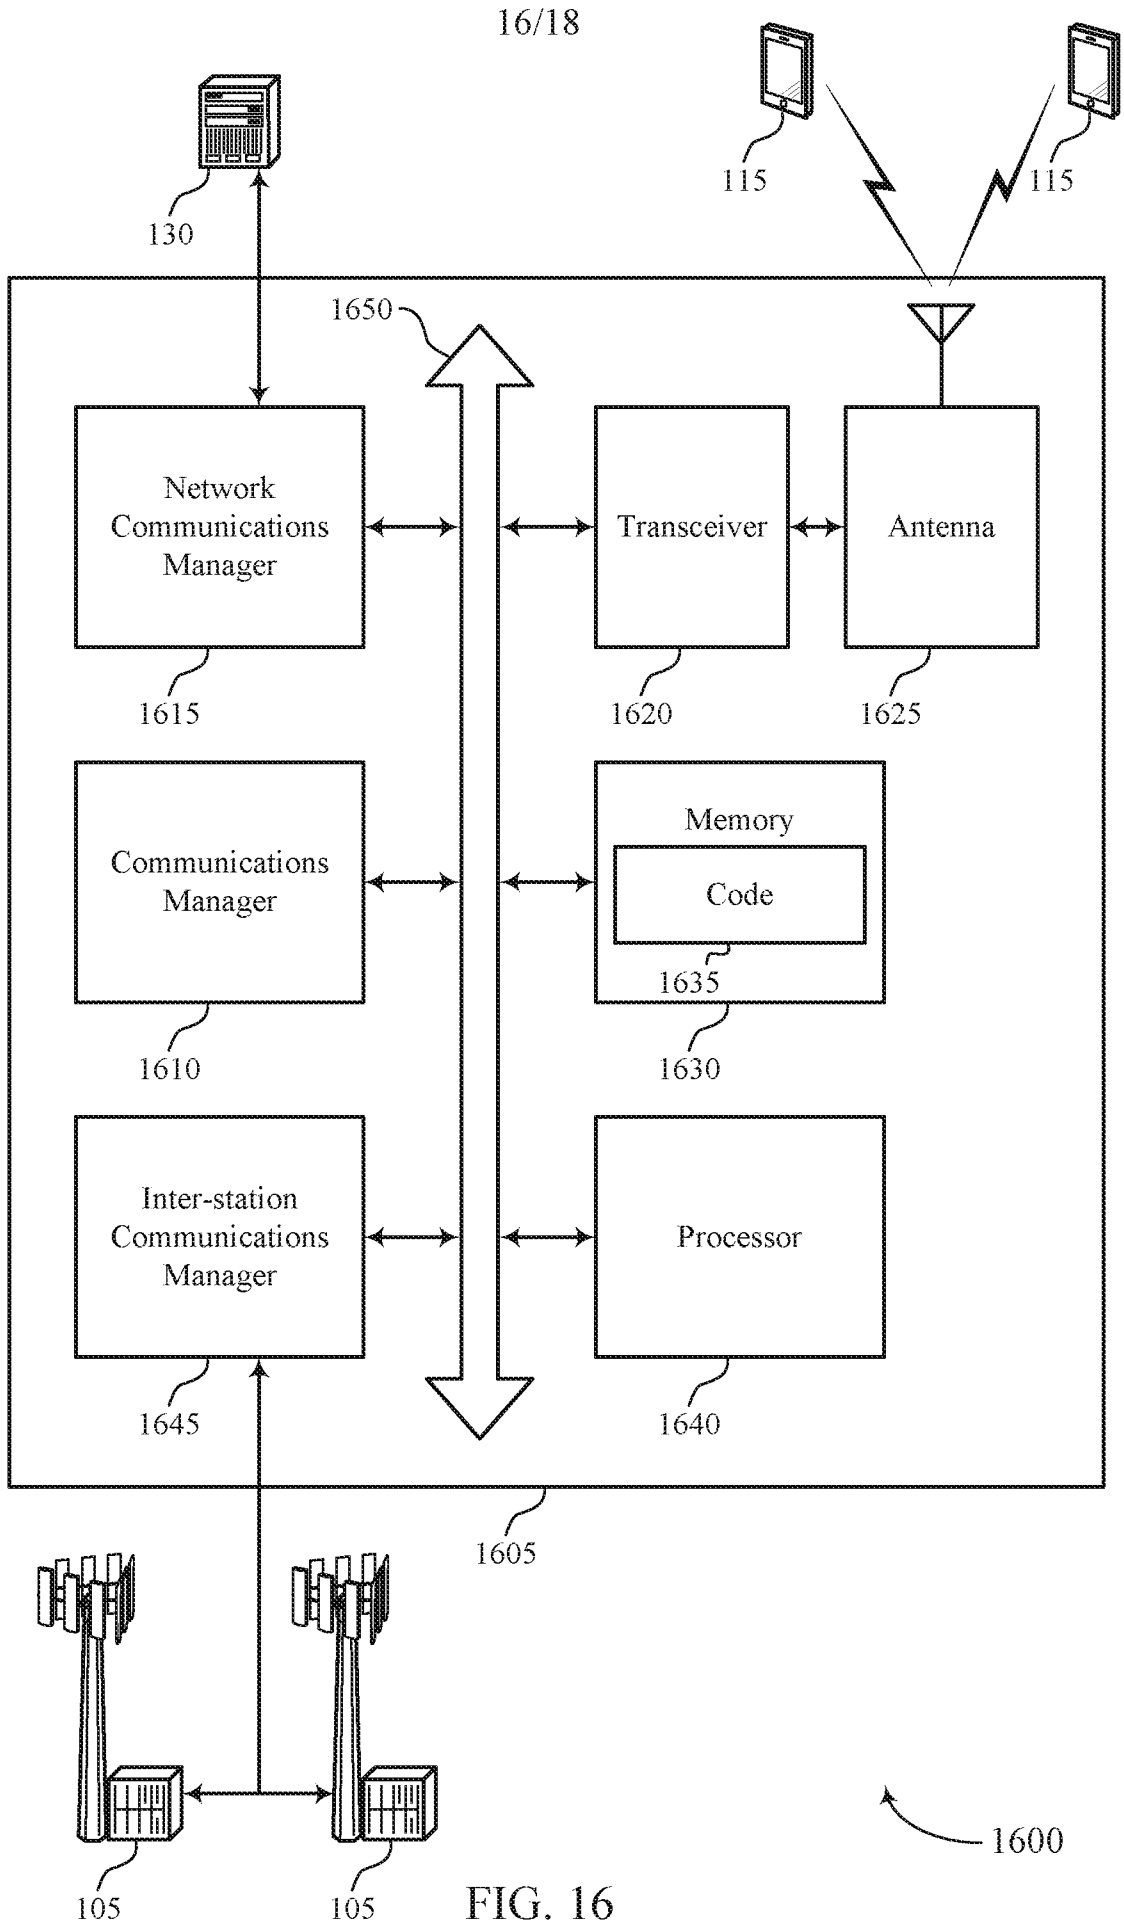 16/18
115
115
130
1650
Network
Communications
Manager
Transceiver
Antenna
1615
1620
1625
Communications
Manager
Memory
Code
1635
1610
1630
Inter-station
Communications
Manager
Processor
1645
1640
1605
105
105
1600
FIG. 16